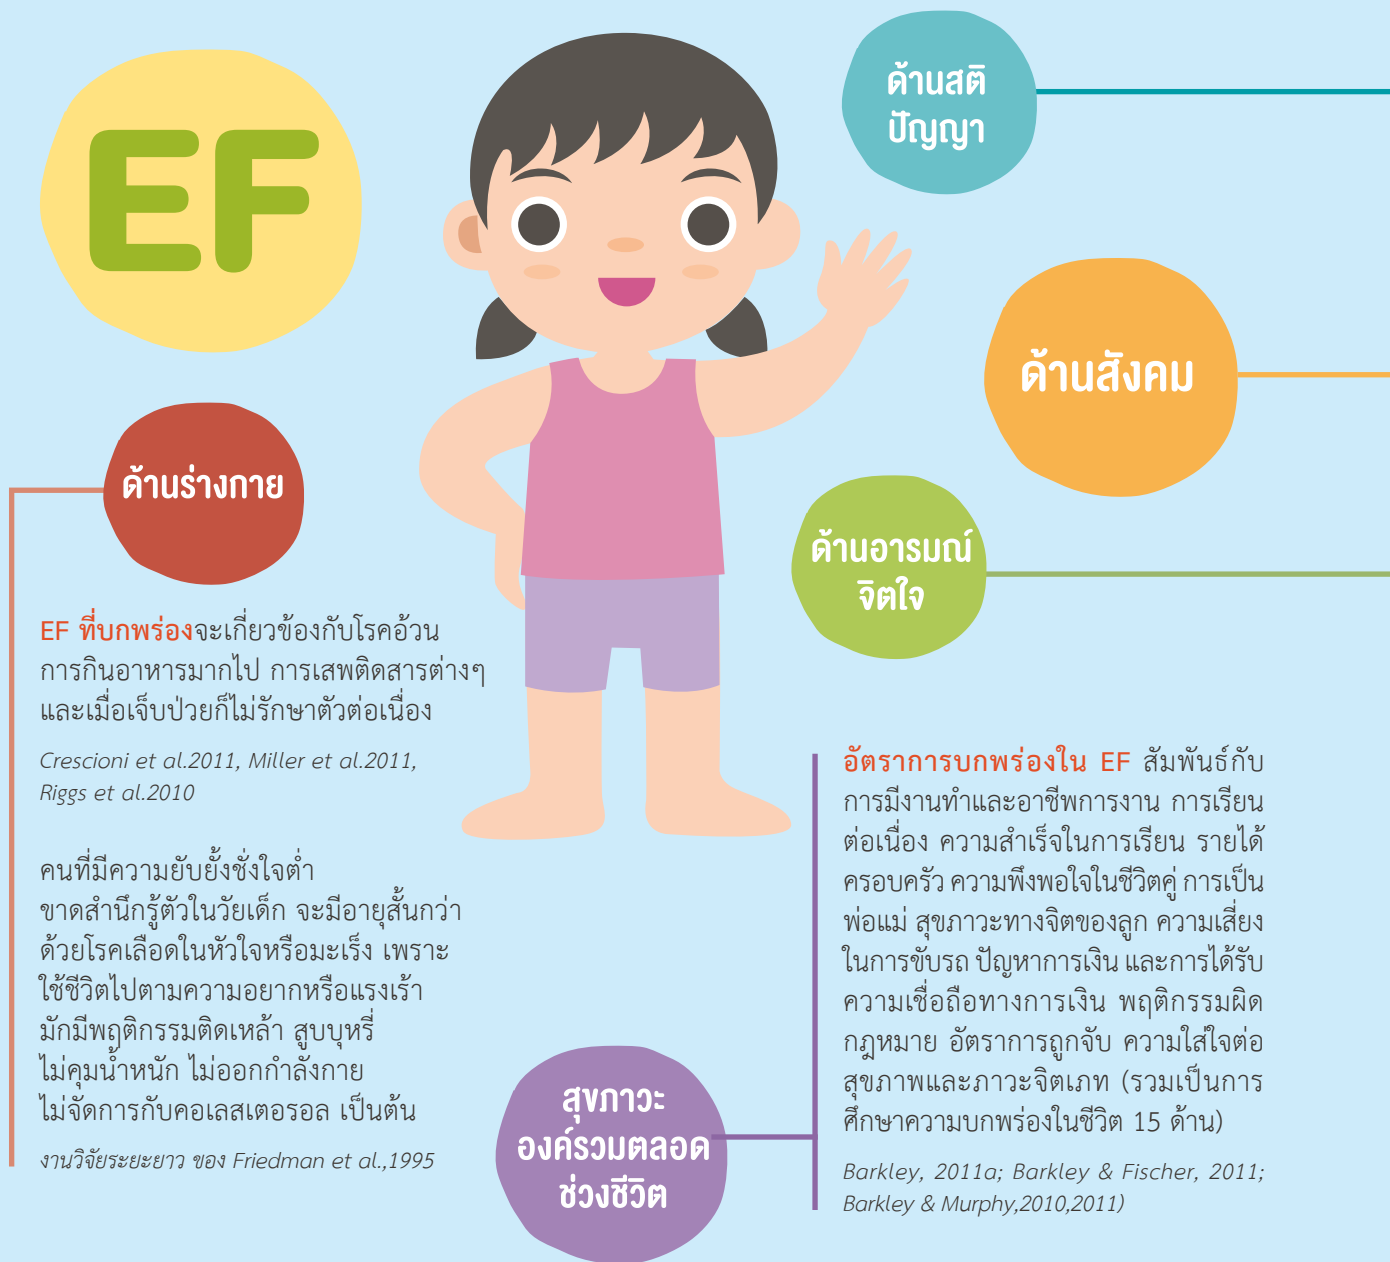 EF
ด้านสติ
ปัญญา
ด้านสังคม
ด้านร่างกาย
ด้านอารมณ์
จิตใจ
EF ที่บกพร่องจะเกี่ยวข้องกับโรคอ้วน
การกินอาหารมากไป การเสพติดสารต่างๆ
และเมื่อเจ็บป่วยก็ไม่รักษาตัวต่อเนื่อง
Crescioni et al.2011, Miller et al.2011,
Riggs et al.2010
คนที่มีความยับยั้งชั่งใจต่ำ
ขาดสำนึกรู้ตัวในวัยเด็ก จะมีอายุสั้นกว่า
ด้วยโรคเลือดในหัวใจหรือมะเร็ง เพราะ
ใช้ชีวิตไปตามความอยากหรือแรงเร้า
มักมีพฤติกรรมติดเหล้า สูบบุหรี่
ไม่คุมน้ำหนัก ไม่ออกกำลังกาย
ไม่จัดการกับคอเลสเตอรอล เป็นต้น
งานวิจัยระยะยาว ของ Friedman et al.,1995
สุขภาวะ
องค์รวมตลอด
ช่วงชีวิต
อัตราการบกพร่องใน EF สัมพันธ์กับ
การมีงานทำและอาชีพการงาน การเรียน
ต่อเนื่อง ความสำเร็จในการเรียน รายได้
ครอบครัว ความพึงพอใจในชีวิตคู่ การเป็น
พ่อแม่ สุขภาวะทางจิตของลูก ความเสี่ยง
ในการขับรถ ปัญหาการเงิน และการได้รับ
ความเชื่อถือทางการเงิน พฤติกรรมผิด
กฎหมาย อัตราการถูกจับ ความใส่ใจต่อ
สุขภาพและภาวะจิตเภท (รวมเป็นการ
ศึกษาความบกพร่องในชีวิต 15 ด้าน)
Barkley, 2011a; Barkley & Fischer, 2011;
Barkley & Murphy,2010,2011)